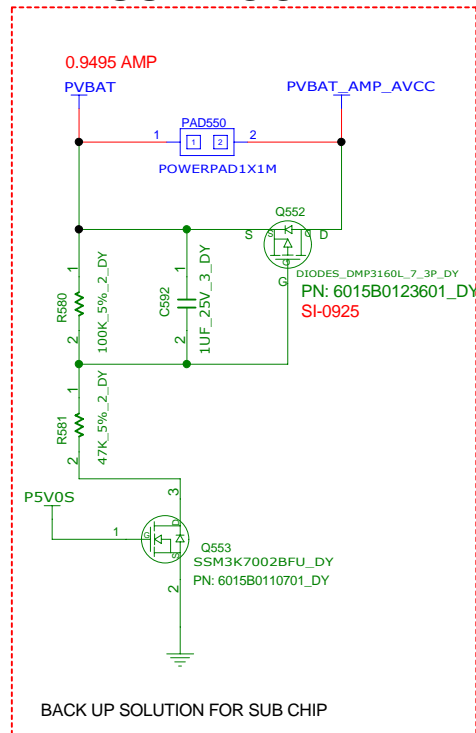 0.9495 AMP
PVBAT
PVBAT_AMP_AVCC
PAD550
1
1
2
2
POWERPAD1X1M
Q552
S
S
G
D
D
G
DIODES_DMP3160L_7_3P_DY
PN: 6015B0123601_DY
SI-0925
1
R580
100K_5%_2_DY
2
1
C592
1UF_25V_3_DY
2
1
R581
47K_5%_2_DY
2
P5V0S
1
3
G
D
S
2
Q553
SSM3K7002BFU_DY
PN: 6015B0110701_DY
BACK UP SOLUTION FOR SUB CHIP